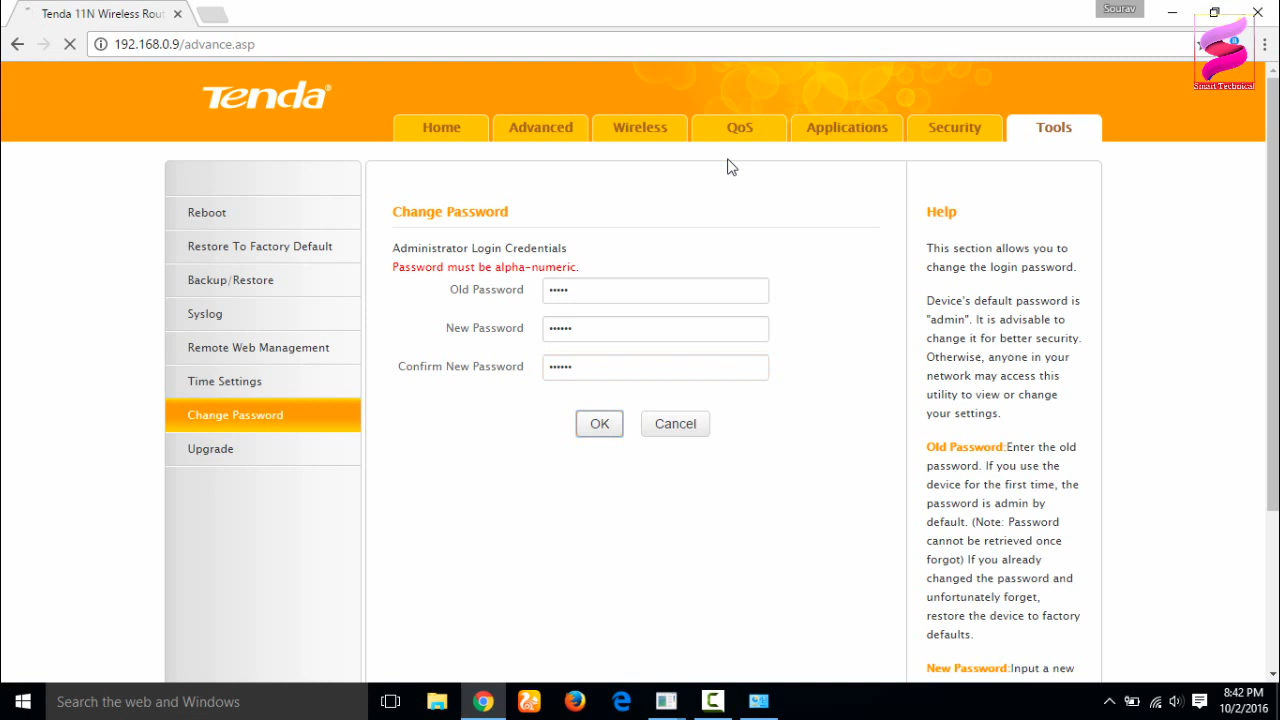 Tenda 11N Wireless Rou
Sourav
192.168.0.9/advance.asp
Smart Technical
Tenda
Home
Advanced
Wireless
QoS
Applications
Security
Tools
Reboot
Restore To Factory Default
Backup/Restore
Syslog
Remote Web Management
Time Settings
Change Password
Upgrade
Change Password
Administrator Login Credentials
Password must be alpha-numeric.
Old Password •••••
New Password ••••••
Confirm New Password ••••••
OK
Cancel
Help
This section allows you to
change the login password.
Device's default password is
"admin". It is advisable to
change it for better security.
Otherwise, anyone in your
network may access this
utility to view or change
your settings.
Old Password:Enter the old
password. If you use the
device for the first time, the
password is admin by
default. (Note: Password
cannot be retrieved once
forgot) If you already
changed the password and
unfortunately forget,
restore the device to factory
defaults.
New Password:Input a new
Search the web and Windows
8:42 PM
10/2/2016